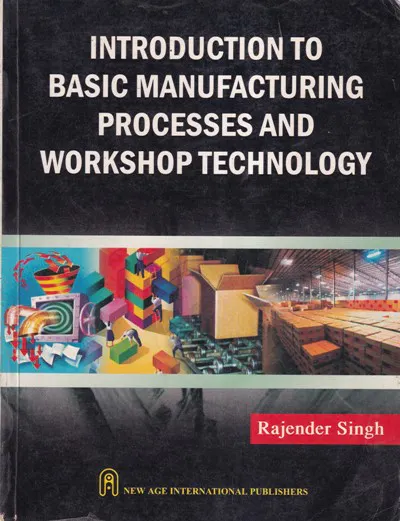 INTRODUCTION TO
BASIC MANUFACTURING
PROCESSES AND
WORKSHOP TECHNOLOGY
Rajender Singh
NEW AGE INTERNATIONAL PUBLISHERS